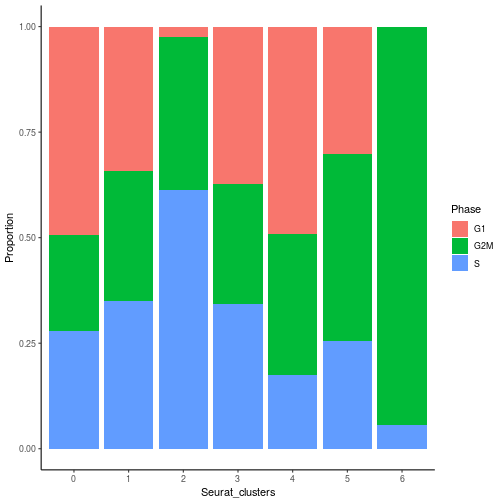 1.00
0.75
0.50
0.25
0.00
Proportion
0 1 2 3 4 5 6
Seurat_clusters
Phase
G1
G2M
S